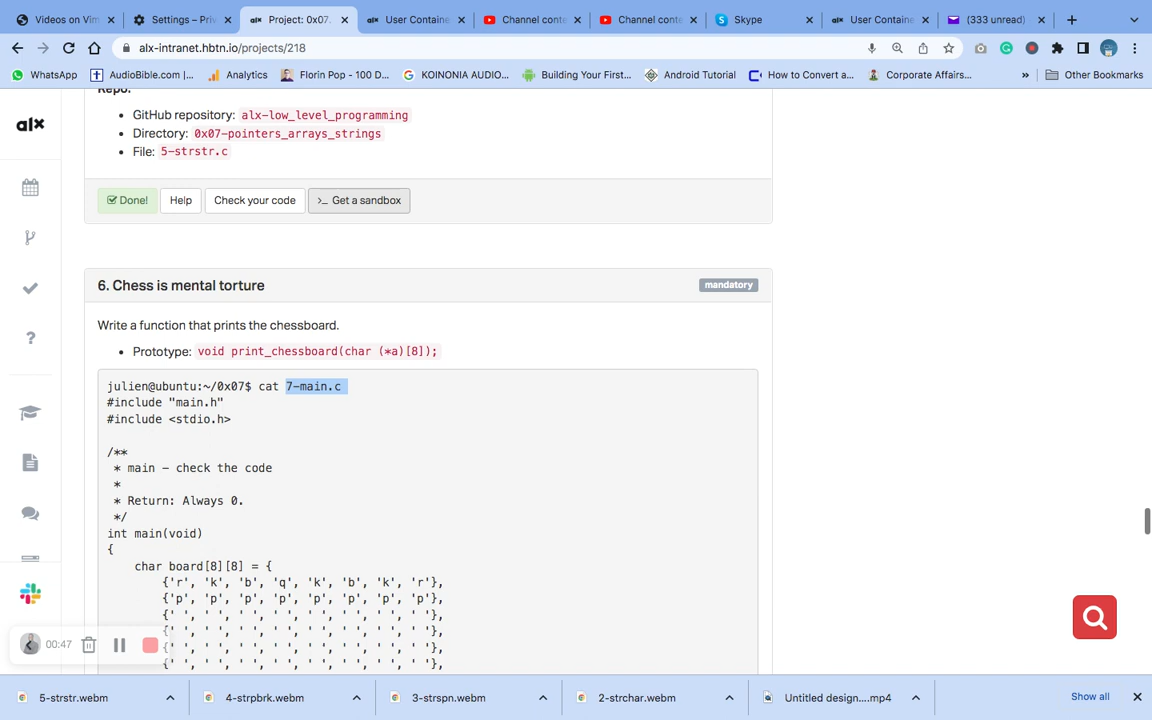 Videos on Vim
Settings – Priv
Project: 0x07.
User Containe
Channel conte
Channel conte
Skype
User Containe
(333 unread)
alx-intranet.hbtn.io/projects/218
WhatsApp
AudioBible.com |...
Analytics
Florin Pop - 100 D...
KOINONIA AUDIO...
Building Your First...
Android Tutorial
How to Convert a...
Corporate Affairs...
»
Other Bookmarks
alx
Repo:
• GitHub repository: alx-low_level_programming
• Directory: 0x07-pointers_arrays_strings
• File: 5-strstr.c
Done!
Help
Check your code
>_ Get a sandbox
6. Chess is mental torture
mandatory
Write a function that prints the chessboard.
• Prototype: void print_chessboard(char (*a)[8]);
julien@ubuntu:~/0x07$ cat 7-main.c
#include "main.h"
#include <stdio.h>
/**
* main - check the code
*
* Return: Always 0.
*/
int main(void)
{
char board[8][8] = {
{'r', 'k', 'b', 'q', 'k', 'b', 'k', 'r'},
{'p', 'p', 'p', 'p', 'p', 'p', 'p', 'p'},
{' ', ' ', ' ', ' ', ' ', ' ', ' ', ' '},
{' ', ' ', ' ', ' ', ' ', ' ', ' ', ' '},
{' ', ' ', ' ', ' ', ' ', ' ', ' ', ' '},
{' ', ' ', ' ', ' ', ' ', ' ', ' ', ' '},
00:47
5-strstr.webm
4-strpbrk.webm
3-strspn.webm
2-strchar.webm
Untitled design....mp4
Show all